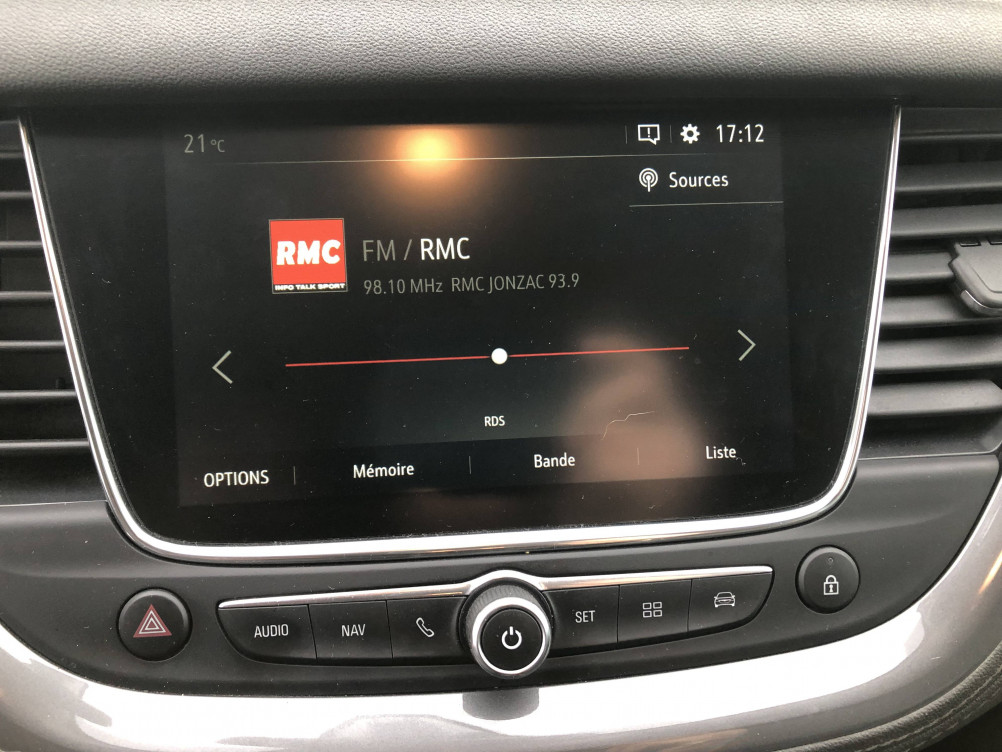 21°C
17:12
Sources
RMC
INFO TALK SPORT
FM / RMC
98.10 MHz RMC JONZAC 93.9
RDS
OPTIONS
Mémoire
Bande
Liste
AUDIO
NAV
SET